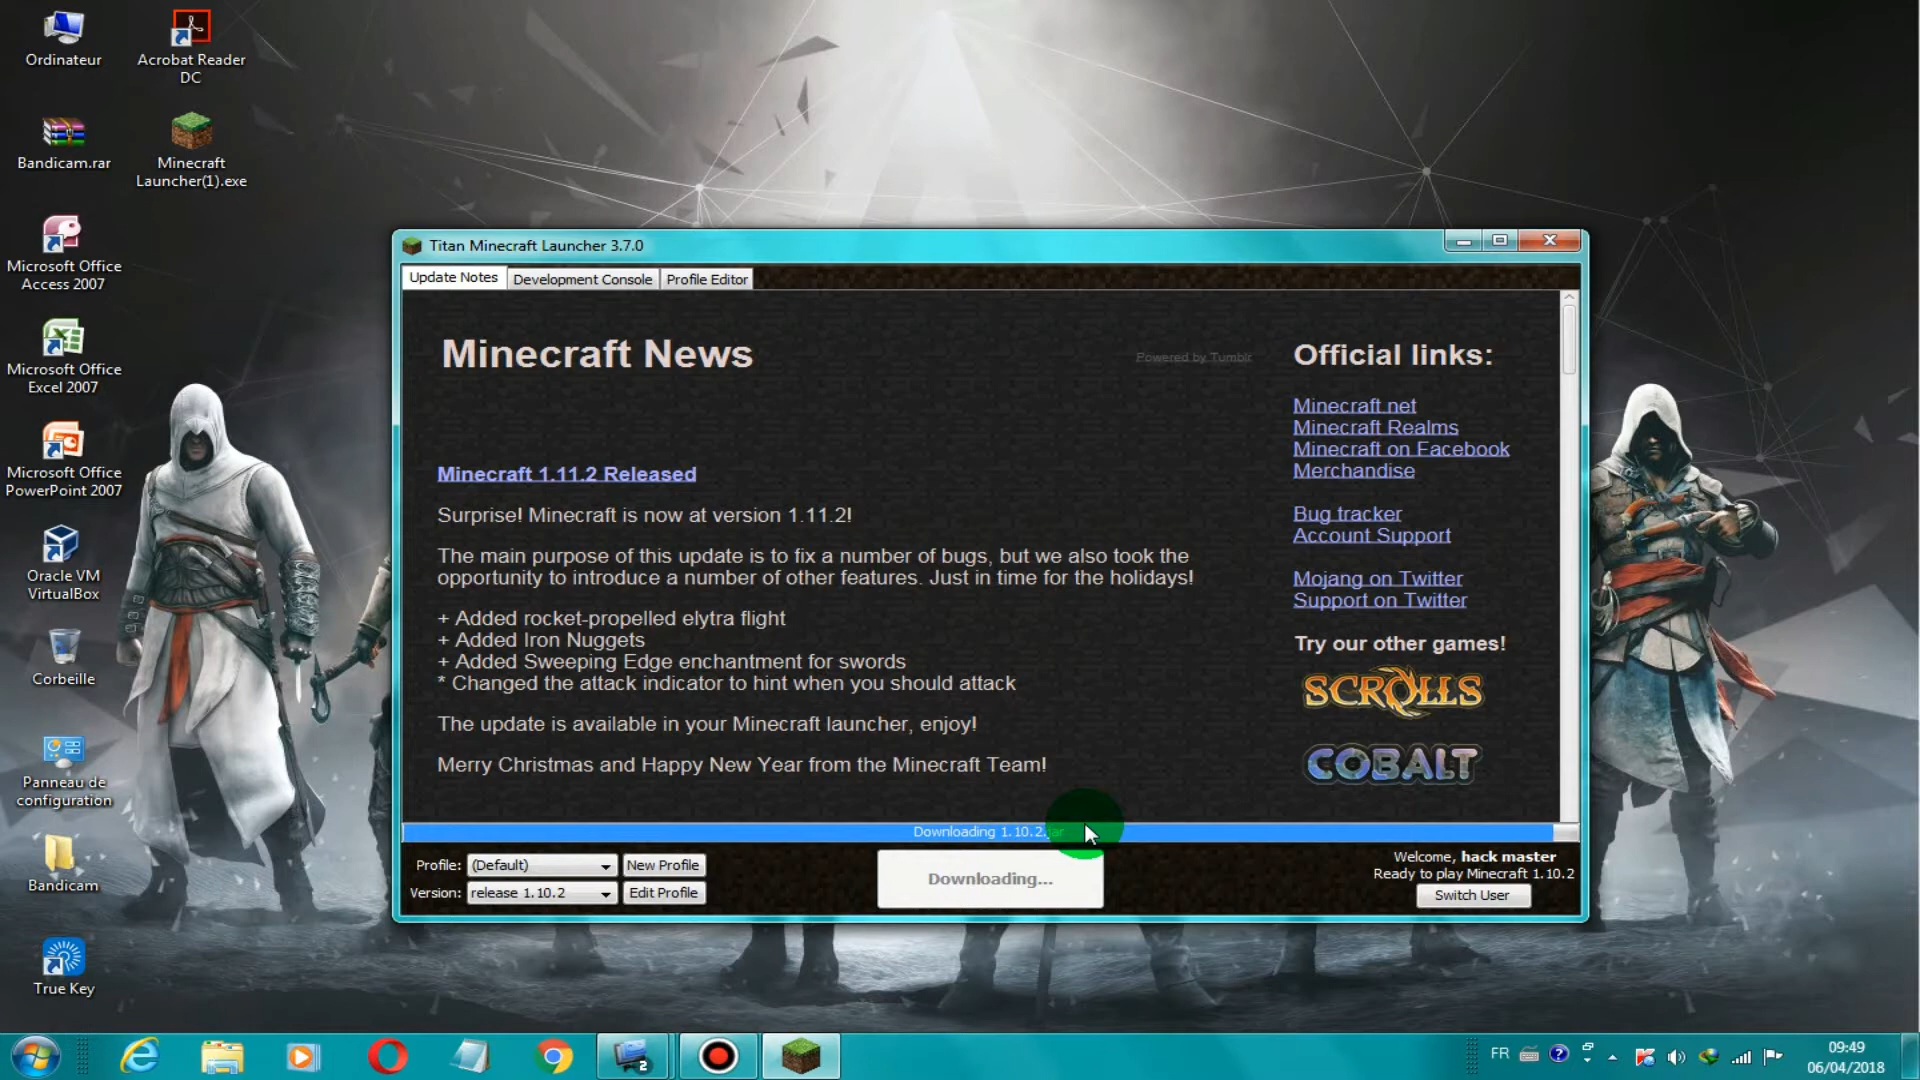 Ordinateur
Acrobat Reader
DC
Bandicam.rar
Minecraft
Launcher(1).exe
Microsoft Office
Access 2007
Microsoft Office
Excel 2007
Microsoft Office
PowerPoint 2007
Oracle VM
VirtualBox
Corbeille
Panneau de
configuration
Bandicam
True Key
Titan Minecraft Launcher 3.7.0
Update Notes
Development Console
Profile Editor
Minecraft News
Powered by Tumblr
Minecraft 1.11.2 Released
Surprise! Minecraft is now at version 1.11.2!
The main purpose of this update is to fix a number of bugs, but we also took the
opportunity to introduce a number of other features. Just in time for the holidays!
+ Added rocket-propelled elytra flight
+ Added Iron Nuggets
+ Added Sweeping Edge enchantment for swords
* Changed the attack indicator to hint when you should attack
The update is available in your Minecraft launcher, enjoy!
Merry Christmas and Happy New Year from the Minecraft Team!
Official links:
Minecraft.net
Minecraft Realms
Minecraft on Facebook
Merchandise
Bug tracker
Account Support
Mojang on Twitter
Support on Twitter
Try our other games!
SCROLLS
COBALT
Downloading 1.10.2.jar
Profile: (Default)
New Profile
Version: release 1.10.2
Edit Profile
Downloading...
Welcome, hack master
Ready to play Minecraft 1.10.2
Switch User
2
FR
09:49
06/04/2018